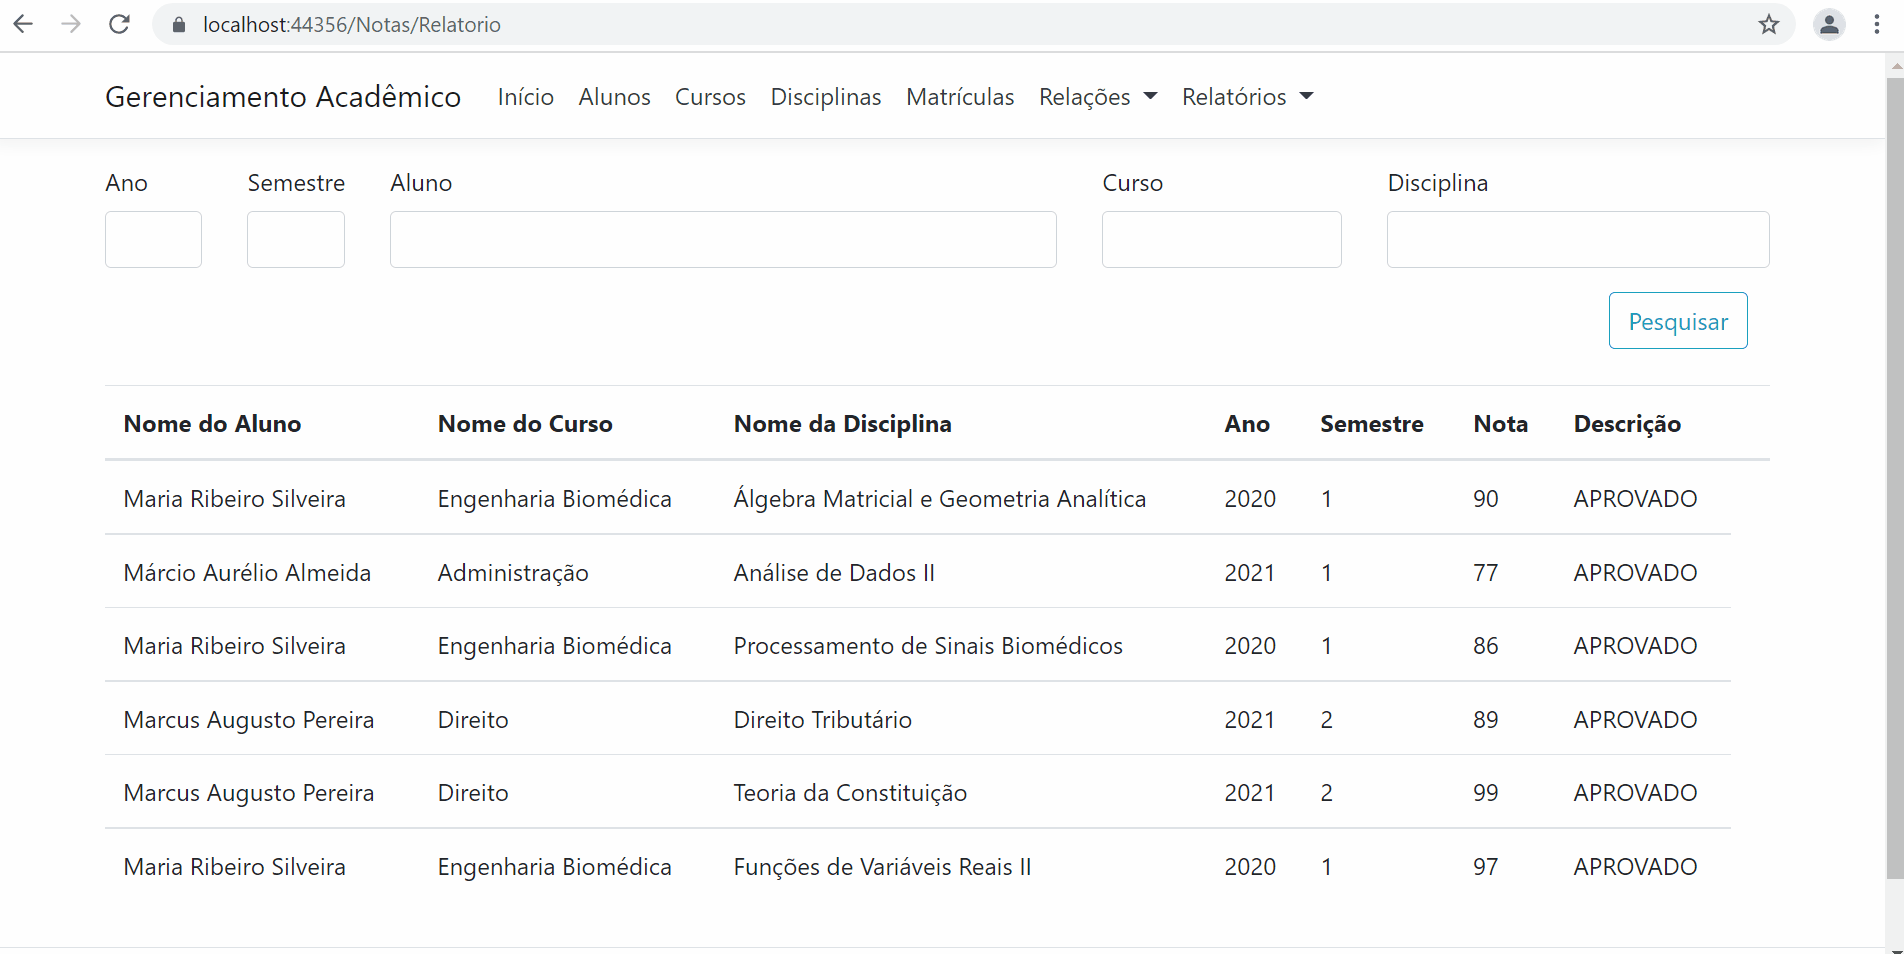 localhost:44356/Notas/Relatorio
Gerenciamento Acadêmico Início Alunos Cursos Disciplinas Matrículas Relações Relatórios
Ano Semestre Aluno Curso Disciplina
Pesquisar
Nome do Aluno Nome do Curso Nome da Disciplina Ano Semestre Nota Descrição
Maria Ribeiro Silveira Engenharia Biomédica Álgebra Matricial e Geometria Analítica 2020 1 90 APROVADO
Márcio Aurélio Almeida Administração Análise de Dados II 2021 1 77 APROVADO
Maria Ribeiro Silveira Engenharia Biomédica Processamento de Sinais Biomédicos 2020 1 86 APROVADO
Marcus Augusto Pereira Direito Direito Tributário 2021 2 89 APROVADO
Marcus Augusto Pereira Direito Teoria da Constituição 2021 2 99 APROVADO
Maria Ribeiro Silveira Engenharia Biomédica Funções de Variáveis Reais II 2020 1 97 APROVADO